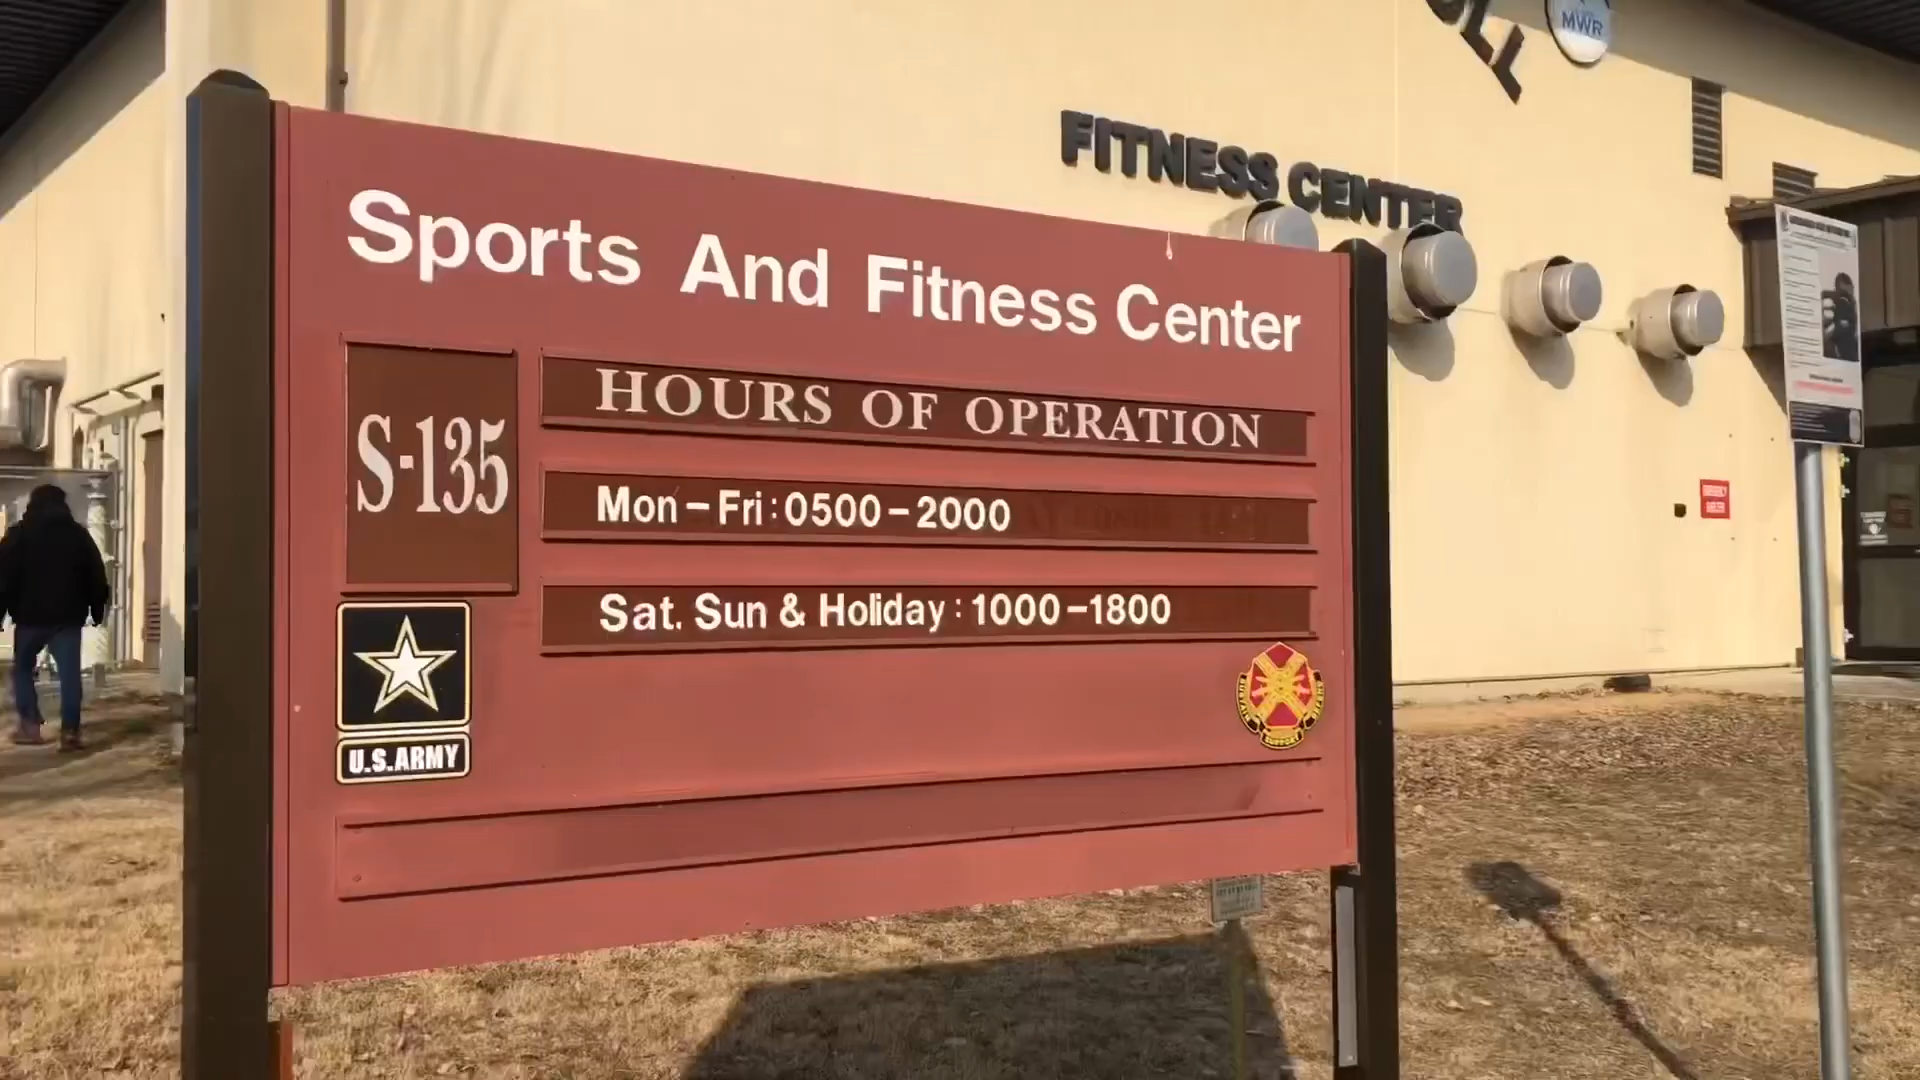 MWR
FITNESS CENTER
Sports And Fitness Center
S-135
HOURS OF OPERATION
Mon-Fri:0500-2000
Sat. Sun & Holiday: 1000-1800
U.S.ARMY
SUPPORT